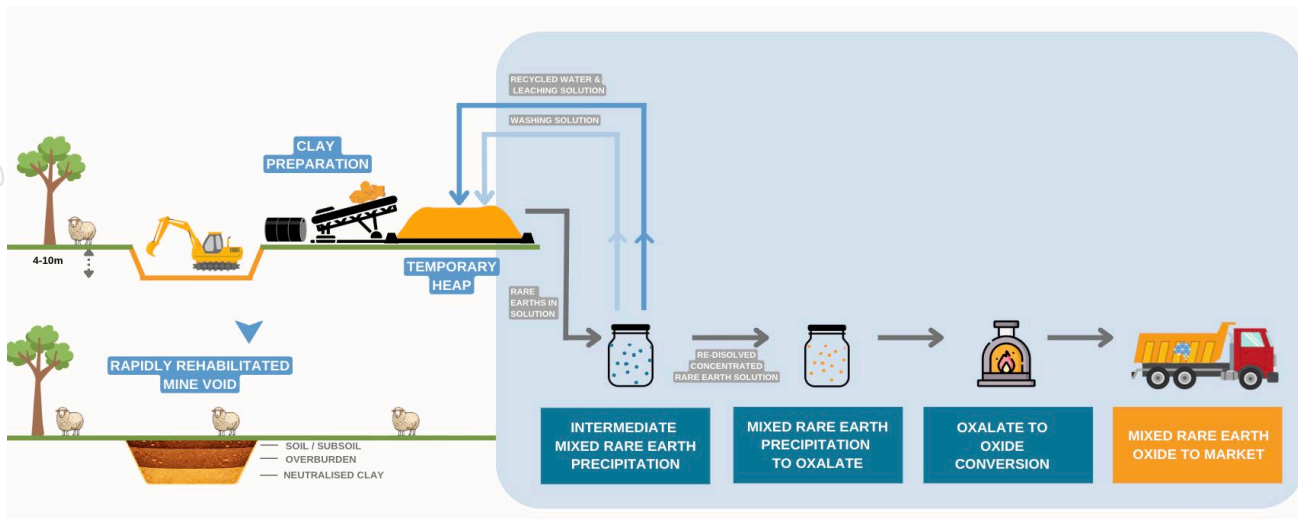 RECYCLED WATER &
LEACHING SOLUTION
WASHING SOLUTION
CLAY
PREPARATION
4-10m
TEMPORARY
HEAP
RARE
EARTHS IN
SOLUTION
RE-DISOLVED
CONCENTRATED
RARE EARTH SOLUTION
RAPIDLY REHABILITATED
MINE VOID
SOIL / SUBSOIL
OVERBURDEN
NEUTRALISED CLAY
INTERMEDIATE
MIXED RARE EARTH
PRECIPITATION
MIXED RARE EARTH
PRECIPITATION
TO OXALATE
OXALATE TO
OXIDE
CONVERSION
MIXED RARE EARTH
OXIDE TO MARKET